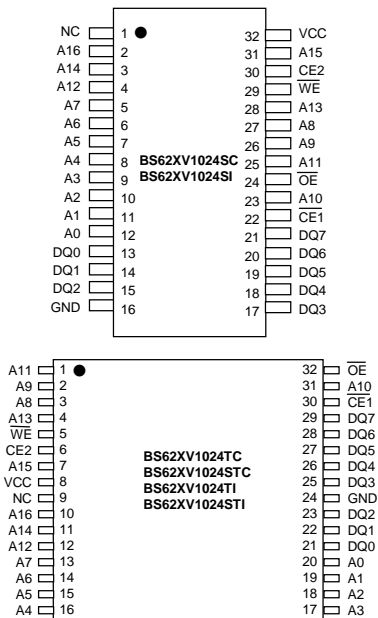 NC 1 32 VCC
A16 2 31 A15
A14 3 30 CE2
A12 4 29 WE
A7 5 28 A13
A6 6 27 A8
A5 7 26 A9
A4 8 BS62XV1024SC 25 A11
A3 9 BS62XV1024SI 24 OE
A2 10 23 A10
A1 11 22 CE1
A0 12 21 DQ7
DQ0 13 20 DQ6
DQ1 14 19 DQ5
DQ2 15 18 DQ4
GND 16 17 DQ3
A11 1 32 OE
A9 2 31 A10
A8 3 30 CE1
A13 4 29 DQ7
WE 5 28 DQ6
CE2 6 BS62XV1024TC 27 DQ5
A15 7 BS62XV1024STC 26 DQ4
VCC 8 BS62XV1024TI 25 DQ3
NC 9 BS62XV1024STI 24 GND
A16 10 23 DQ2
A14 11 22 DQ1
A12 12 21 DQ0
A7 13 20 A0
A6 14 19 A1
A5 15 18 A2
A4 16 17 A3